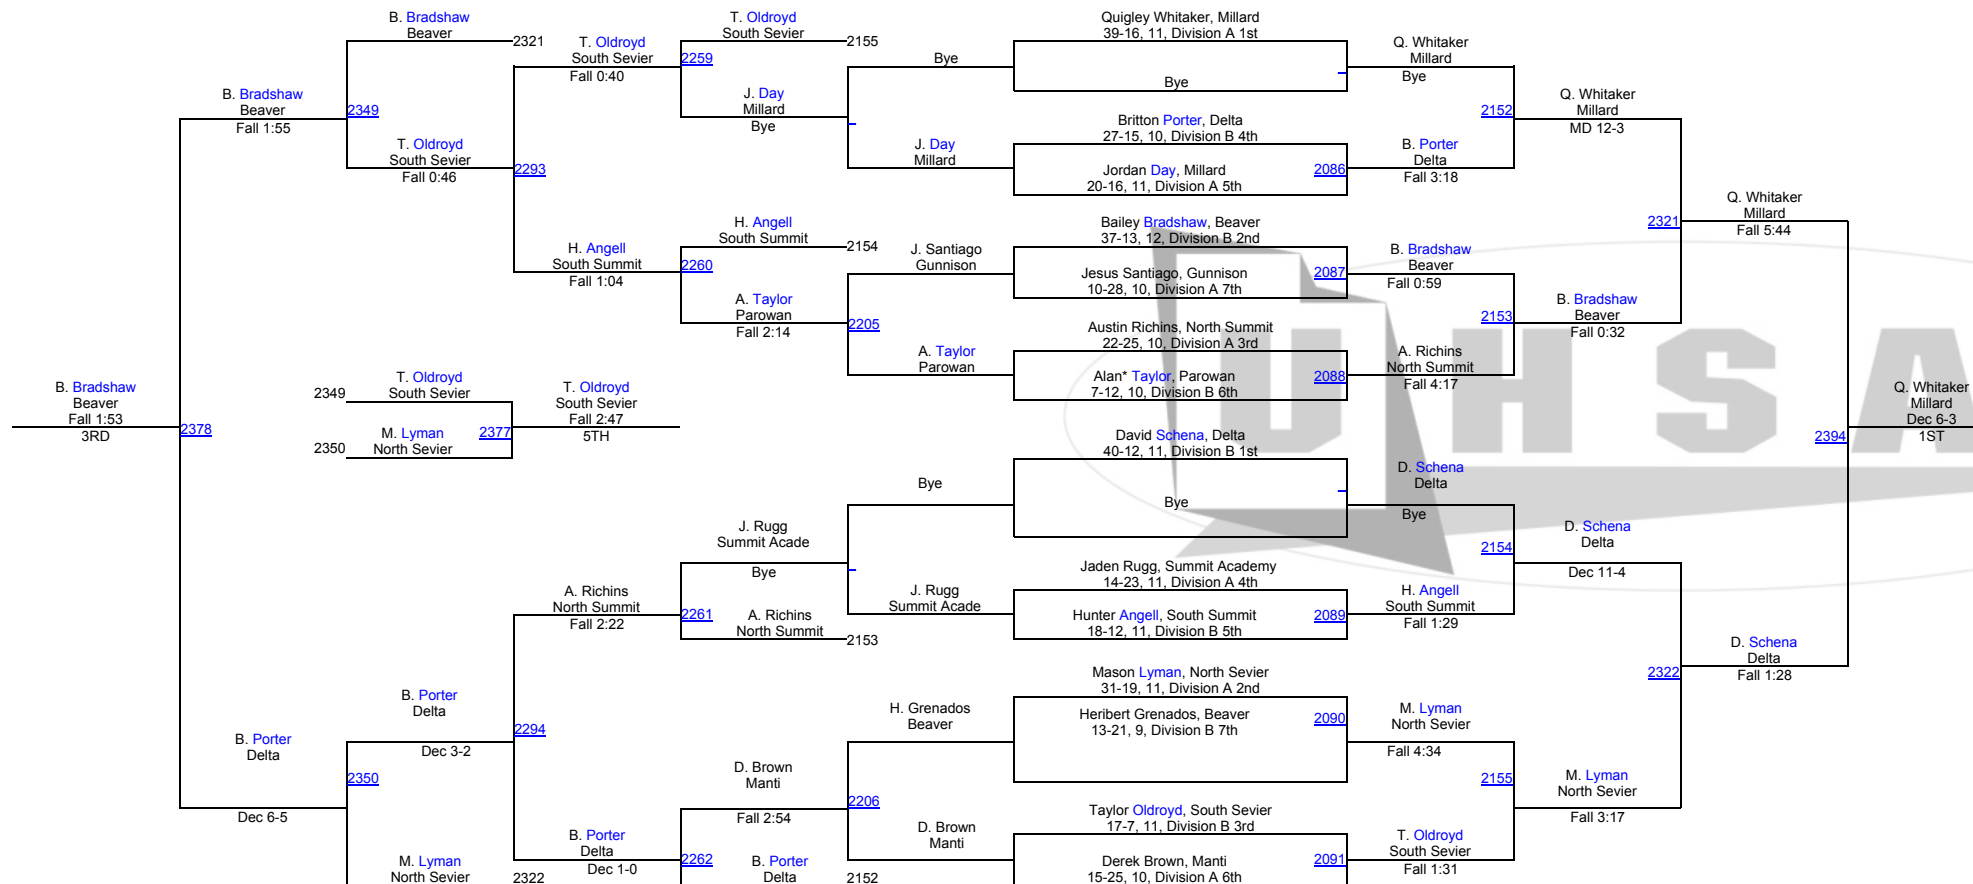 B. Bradshaw
Beaver
2321
B. Bradshaw
Beaver
Fall 1:55
2349
T. Oldroyd
South Sevier
Fall 0:46
2293
T. Oldroyd
South Sevier
Fall 0:40
2259
T. Oldroyd
South Sevier
2155
J. Day
Millard
Bye
H. Angell
South Summit
Fall 1:04
2260
H. Angell
South Summit
2154
A. Taylor
Parowan
Fall 2:14
2205
Bye
J. Day
Millard
J. Santiago
Gunnison
A. Taylor
Parowan
Quigley Whitaker, Millard
39-16, 11, Division A 1st
Bye
Britton Porter, Delta
27-15, 10, Division B 4th
Jordan Day, Millard
20-16, 11, Division A 5th
2086
Bailey Bradshaw, Beaver
37-13, 12, Division B 2nd
Jesus Santiago, Gunnison
10-28, 10, Division A 7th
2087
Austin Richins, North Summit
22-25, 10, Division A 3rd
Alan* Taylor, Parowan
7-12, 10, Division B 6th
2088
Q. Whitaker
Millard
Bye
2152
B. Porter
Delta
Fall 3:18
B. Bradshaw
Beaver
Fall 0:59
2153
A. Richins
North Summit
Fall 4:17
Q. Whitaker
Millard
MD 12-3
2321
B. Bradshaw
Beaver
Fall 0:32
Q. Whitaker
Millard
Fall 5:44
UHSA
B. Bradshaw
Beaver
Fall 1:53
3RD
2378
2349
T. Oldroyd
South Sevier
2350
M. Lyman
North Sevier
2377
T. Oldroyd
South Sevier
Fall 2:47
5TH
Q. Whitaker
Millard
Dec 6-3
1ST
2394
David Schena, Delta
40-12, 11, Division B 1st
Bye
Jaden Rugg, Summit Academy
14-23, 11, Division A 4th
Hunter Angell, South Summit
18-12, 11, Division B 5th
2089
Mason Lyman, North Sevier
31-19, 11, Division A 2nd
Heribert Grenados, Beaver
13-21, 9, Division B 7th
2090
Taylor Oldroyd, South Sevier
17-7, 11, Division B 3rd
Derek Brown, Manti
15-25, 10, Division A 6th
2091
D. Schena
Delta
Bye
2154
H. Angell
South Summit
Fall 1:29
M. Lyman
North Sevier
Fall 4:34
2155
T. Oldroyd
South Sevier
Fall 1:31
D. Schena
Delta
Dec 11-4
2322
M. Lyman
North Sevier
Fall 3:17
D. Schena
Delta
Fall 1:28
Bye
J. Rugg
Summit Acade
H. Grenados
Beaver
D. Brown
Manti
J. Rugg
Summit Acade
Bye
A. Richins
North Summit
2153
2261
A. Richins
North Summit
Fall 2:22
D. Brown
Manti
Fall 2:54
2206
B. Porter
Delta
2152
2262
B. Porter
Delta
Dec 1-0
2294
B. Porter
Delta
Dec 3-2
2350
M. Lyman
North Sevier
2322
B. Porter
Delta
Dec 6-5